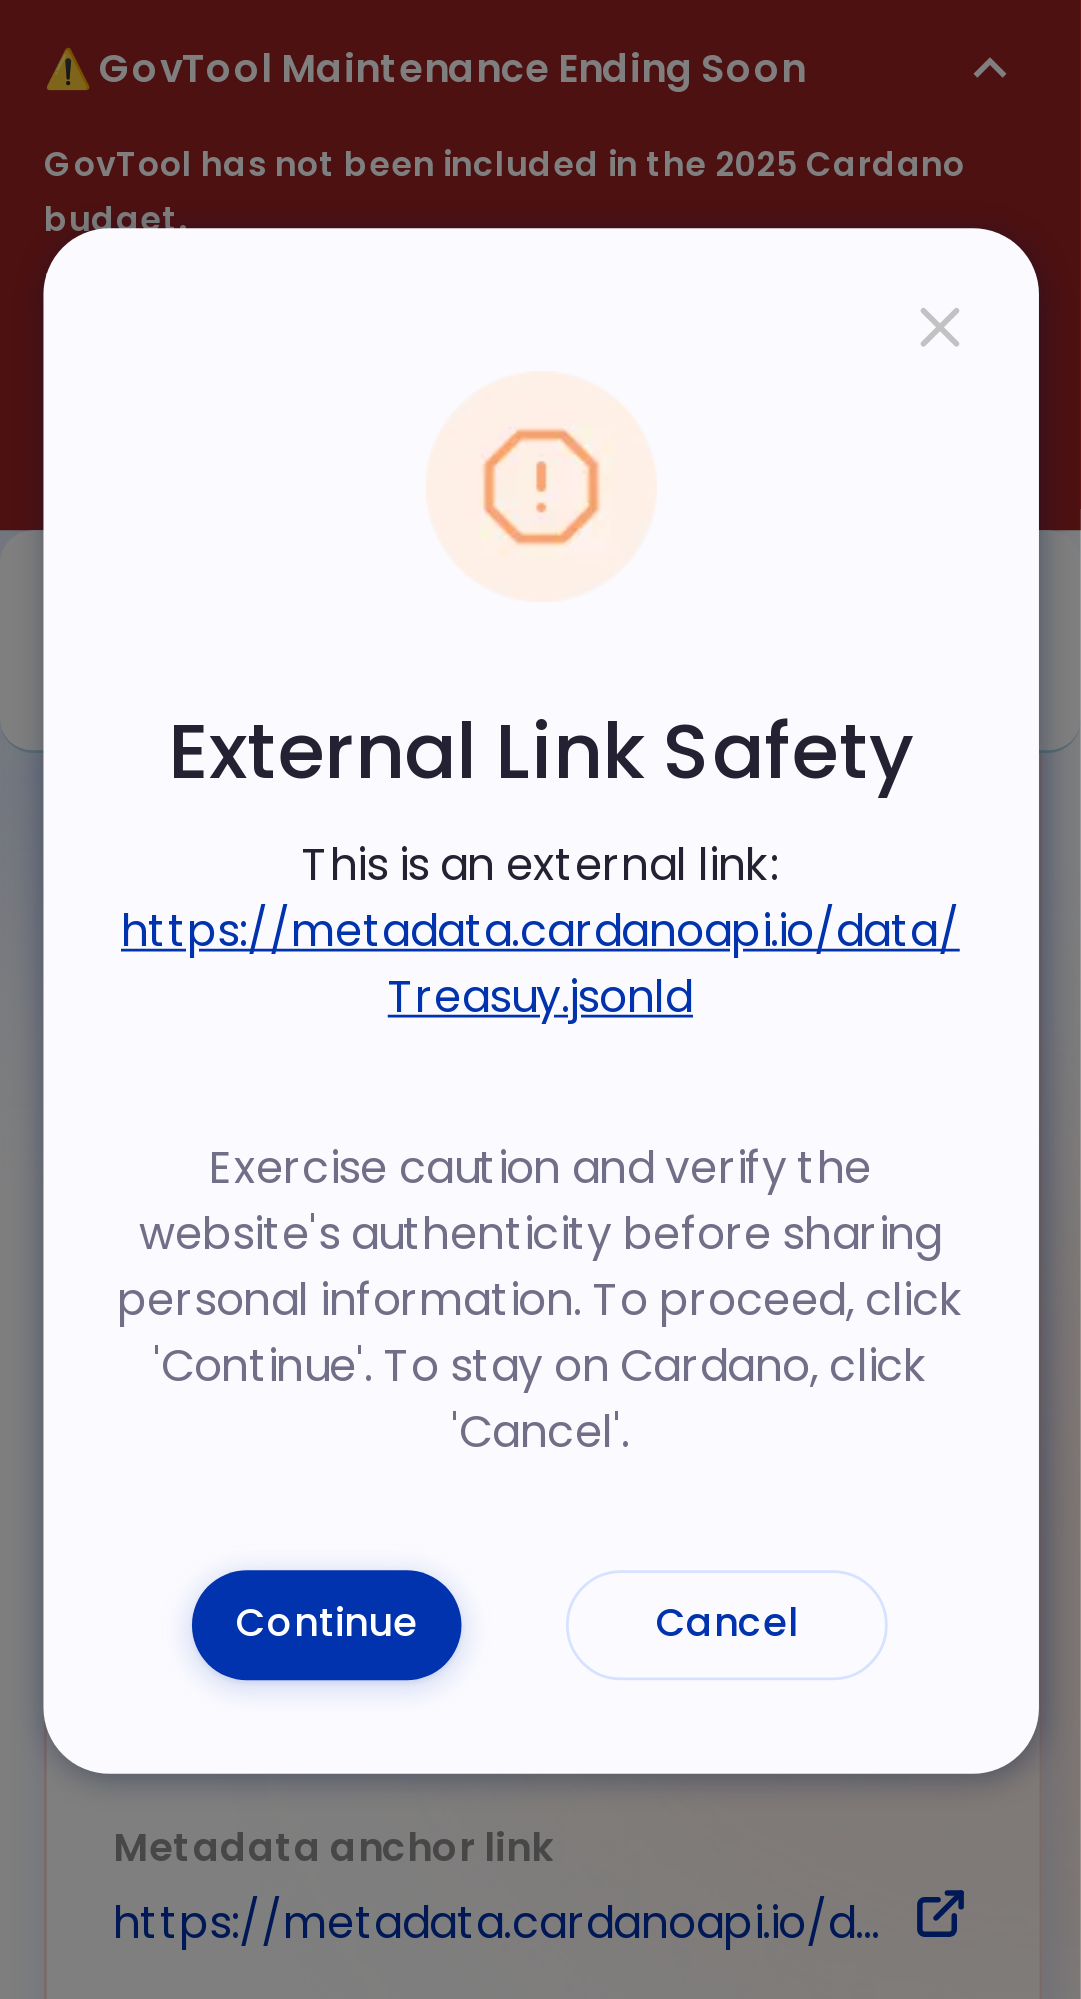 ⚠️ GovTool Maintenance Ending Soon
GovTool has not been included in the 2025 Cardano
budget.
External Link Safety
This is an external link:
https://metadata.cardanoapi.io/data/
Treasuy.jsonld
Exercise caution and verify the
website's authenticity before sharing
personal information. To proceed, click
'Continue'. To stay on Cardano, click
'Cancel'.
Continue
Cancel
Metadata anchor link
https://metadata.cardanoapi.io/d...